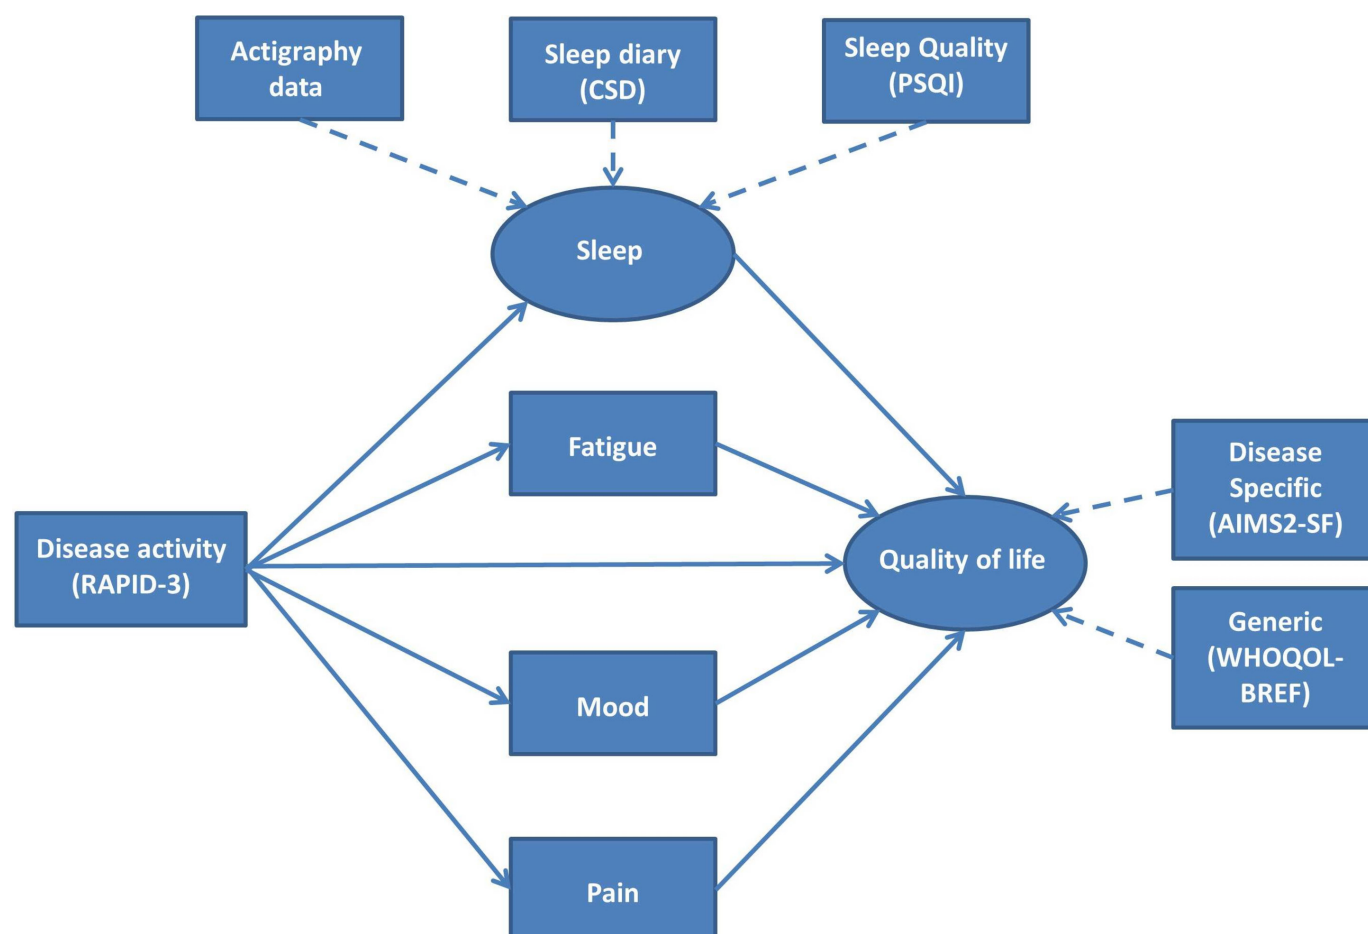 Actigraphy
data
Sleep diary
(CSD)
Sleep Quality
(PSQI)
Sleep
Fatigue
Disease
Specific
(AIMS2-SF)
Disease activity
(RAPID-3)
Quality of life
Generic
(WHOQOL-
BREF)
Mood
Pain